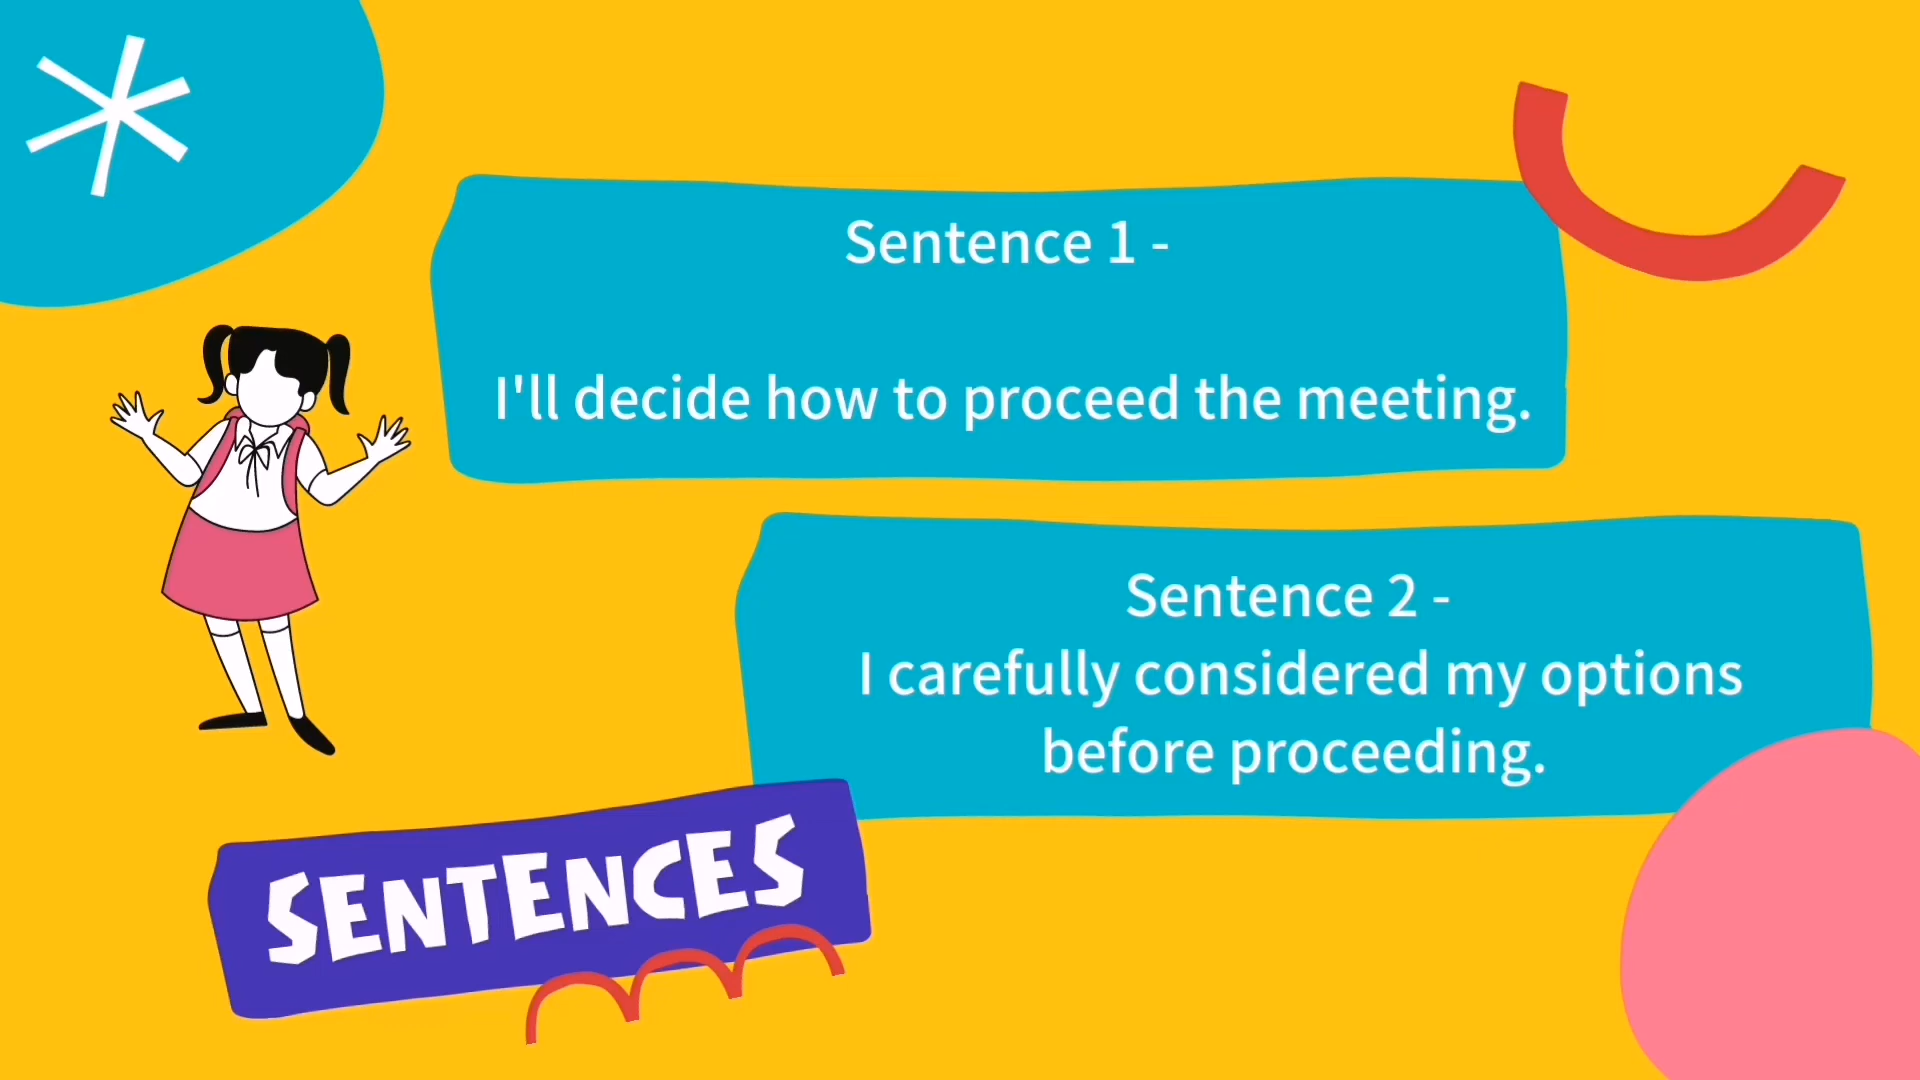 Sentence 1 -
I'll decide how to proceed the meeting.
Sentence 2 -
I carefully considered my options
before proceeding.
SENTENCES